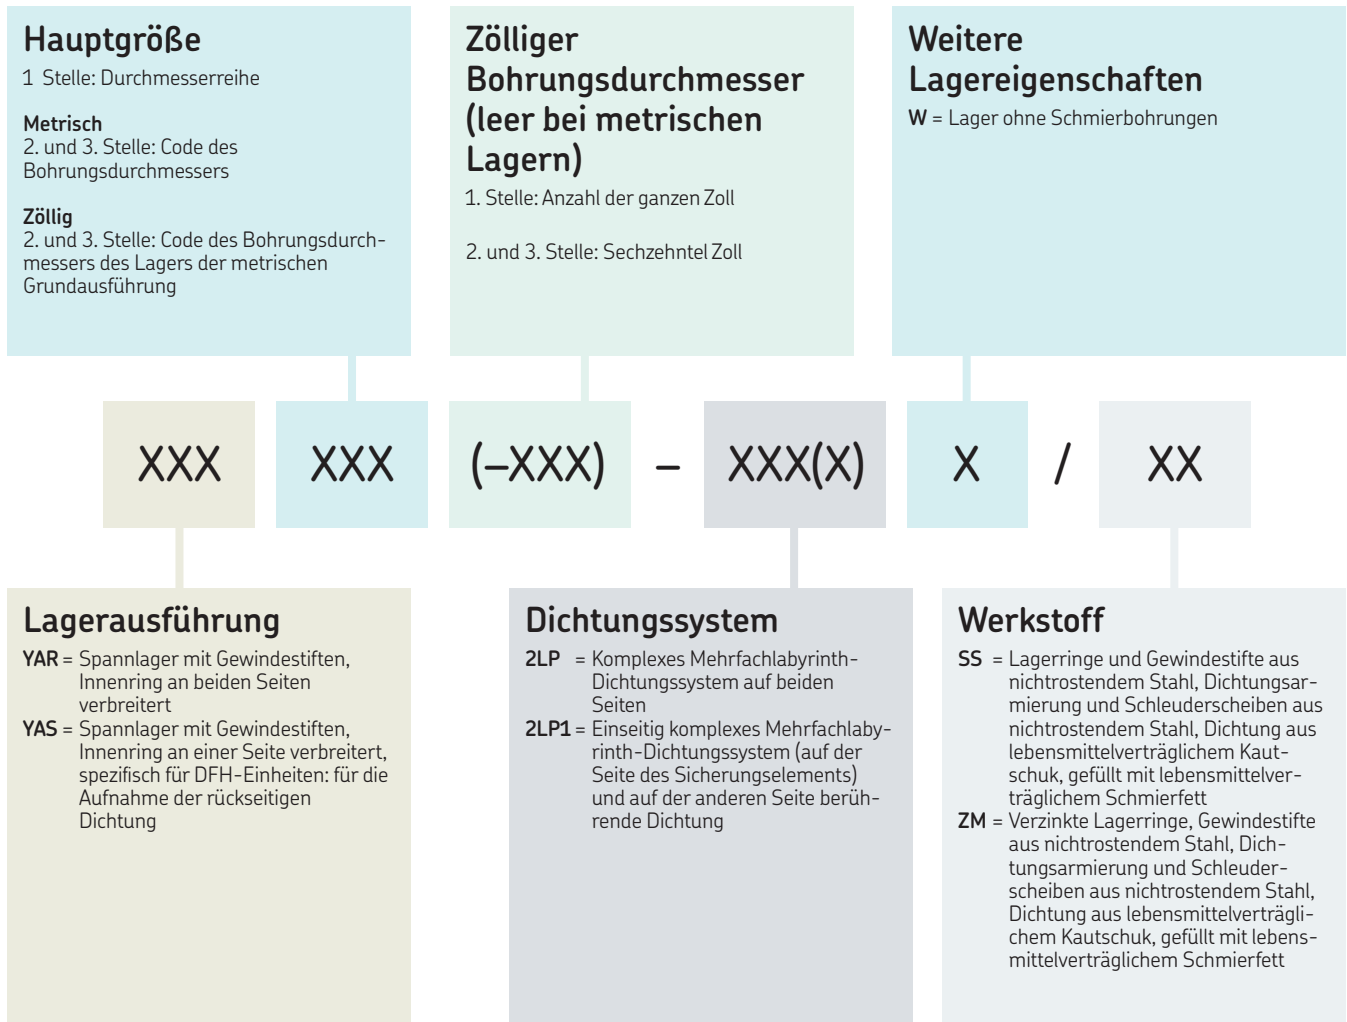 Hauptgröße
1 Stelle: Durchmesserreihe
Metrisch
2. und 3. Stelle: Code des
Bohrungsdurchmessers
Zöllig
2. und 3. Stelle: Code des Bohrungsdurch-
messers des Lagers der metrischen
Grundausführung
Zölliger
Bohrungsdurchmesser
(leer bei metrischen
Lagern)
1. Stelle: Anzahl der ganzen Zoll
2. und 3. Stelle: Sechzehntel Zoll
Weitere
Lagereigenschaften
W = Lager ohne Schmierbohrungen
XXX XXX (–XXX) – XXX(X) X / XX
Lagerausführung
YAR = Spannlager mit Gewindestiften,
Innenring an beiden Seiten
verbreitert
YAS = Spannlager mit Gewindestiften,
Innenring an einer Seite verbreitert,
spezifisch für DFH-Einheiten: für die
Aufnahme der rückseitigen
Dichtung
Dichtungssystem
2LP = Komplexes Mehrfachlabyrinth-
Dichtungssystem auf beiden
Seiten
2LP1 = Einseitig komplexes Mehrfachlaby-
rinth-Dichtungssystem (auf der
Seite des Sicherungselements)
und auf der anderen Seite berüh-
rende Dichtung
Werkstoff
SS = Lagerringe und Gewindestifte aus
nichtrostendem Stahl, Dichtungsar-
mierung und Schleuderscheiben aus
nichtrostendem Stahl, Dichtung aus
lebensmittelverträglichem Kaut-
schuk, gefüllt mit lebensmittelver-
träglichem Schmierfett
ZM = Verzinkte Lagerringe, Gewindestifte
aus nichtrostendem Stahl, Dich-
tungsarmierung und Schleuder-
scheiben aus nichtrostendem Stahl,
Dichtung aus lebensmittelverträgli-
chem Kautschuk, gefüllt mit lebens-
mittelverträglichem Schmierfett